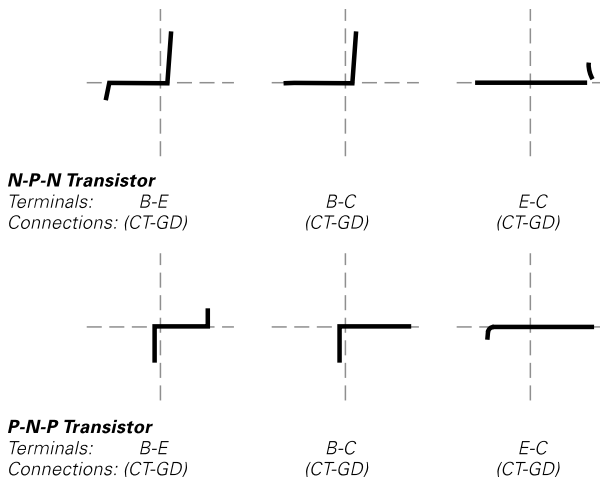 N-P-N Transistor
Terminals: B-E B-C E-C
Connections: (CT-GD) (CT-GD) (CT-GD)
P-N-P Transistor
Terminals: B-E B-C E-C
Connections: (CT-GD) (CT-GD) (CT-GD)